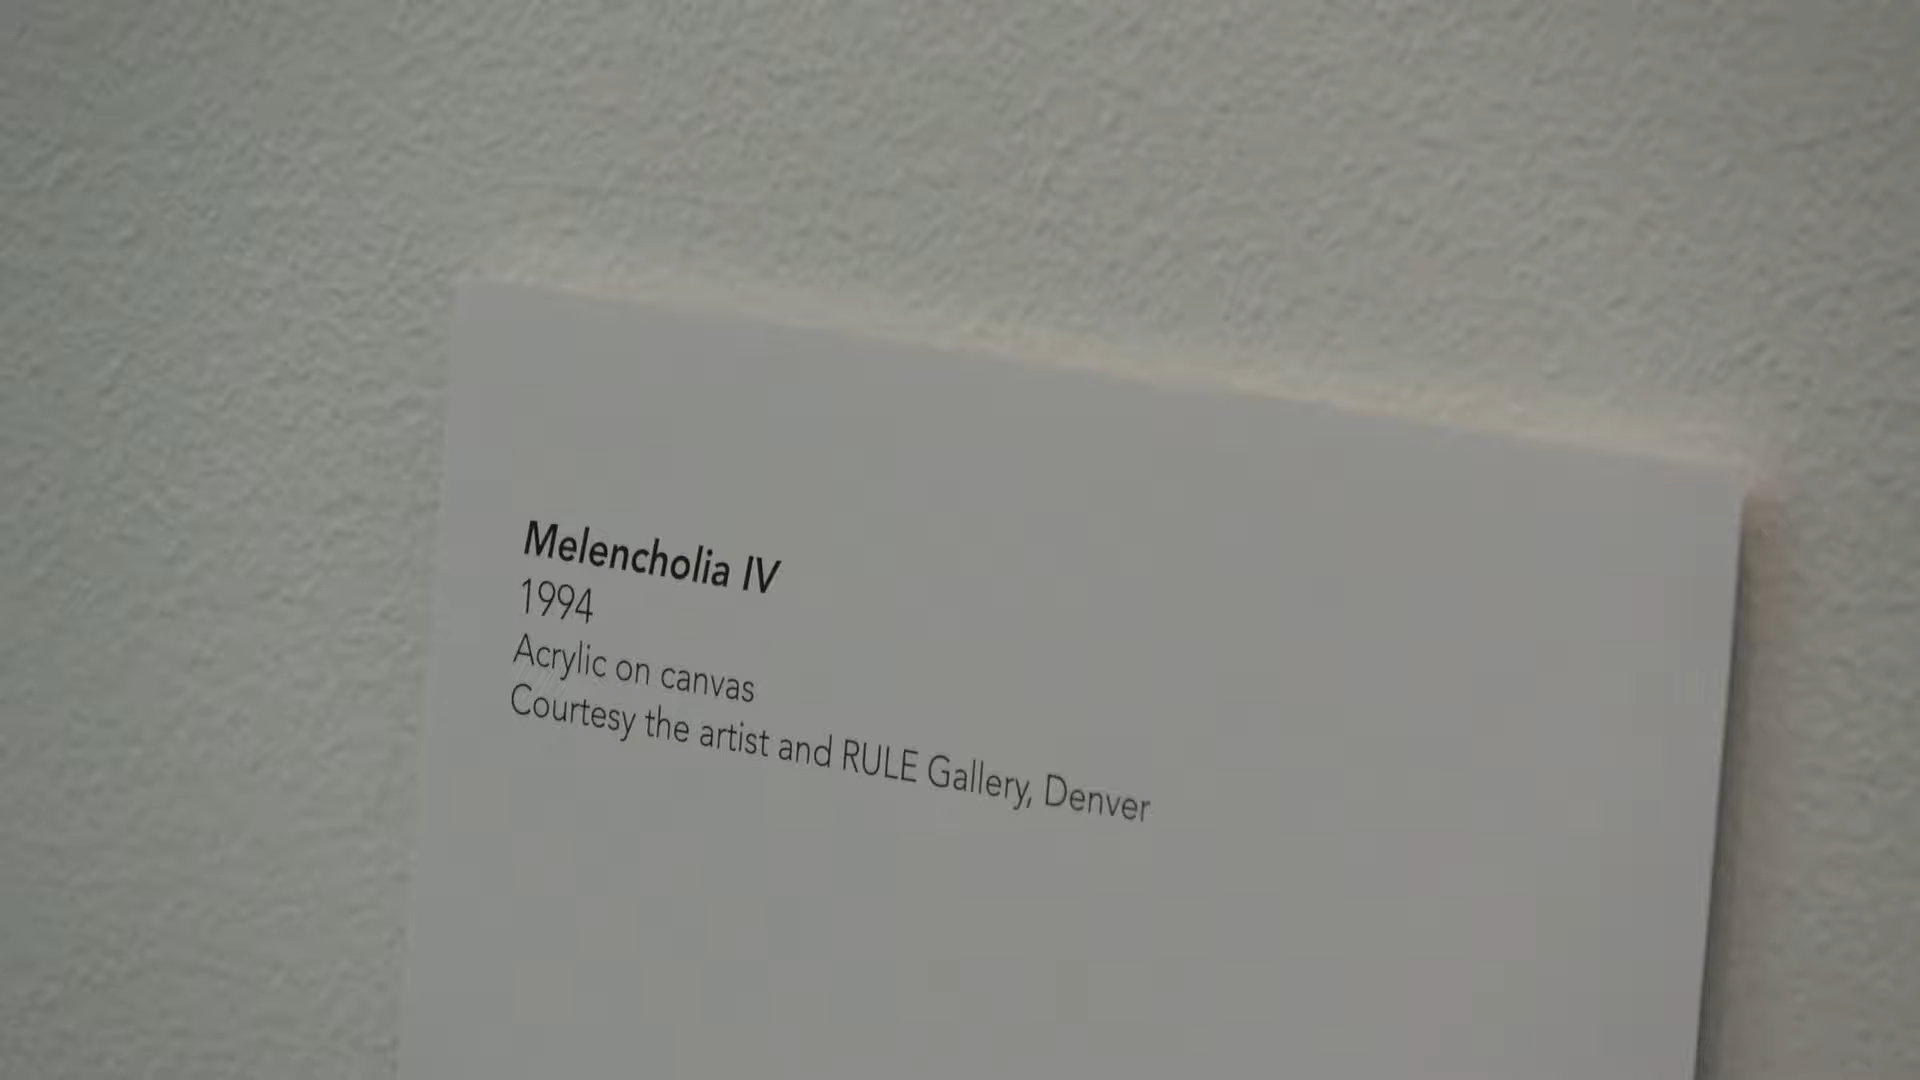 Melencholia IV
1994
Acrylic on canvas
Courtesy the artist and RULE Gallery, Denver